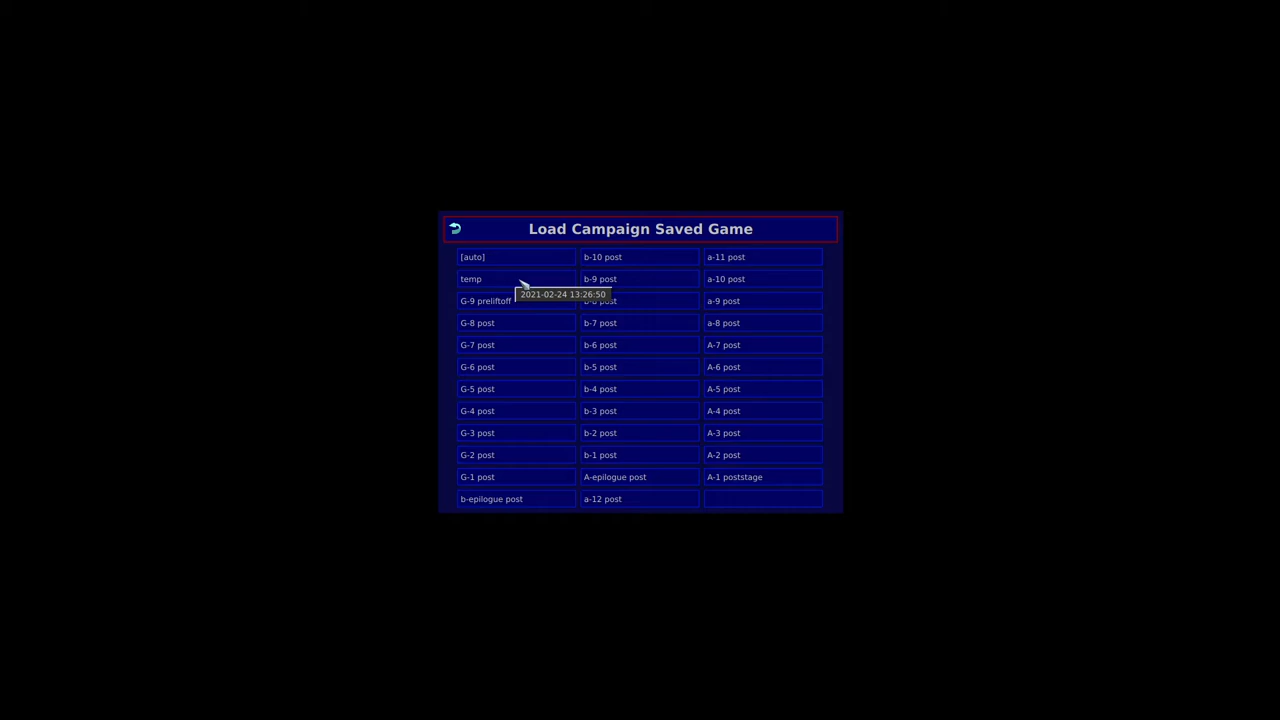 Load Campaign Saved Game
[auto]
b-10 post
a-11 post
temp
b-9 post
a-10 post
2021-02-24 13:26:50
G-9 preliftoff
a-9 post
G-8 post
b-7 post
a-8 post
G-7 post
b-6 post
A-7 post
G-6 post
b-5 post
A-6 post
G-5 post
b-4 post
A-5 post
G-4 post
b-3 post
A-4 post
G-3 post
b-2 post
A-3 post
G-2 post
b-1 post
A-2 post
G-1 post
A-epilogue post
A-1 poststage
b-epilogue post
a-12 post